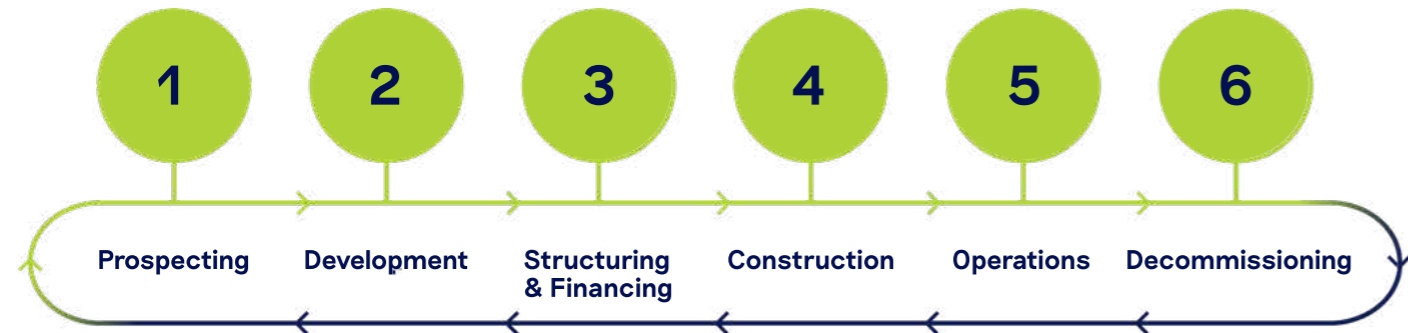 1
2
3
4
5
6
Prospecting
Development
Structuring
& Financing
Construction
Operations
Decommissioning